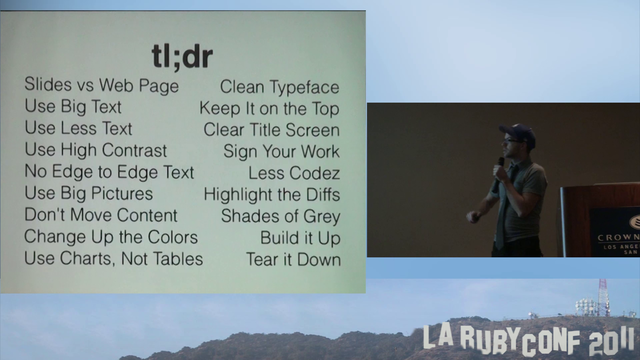 tl;dr
Slides vs Web Page
Clean Typeface
Use Big Text
Keep It on the Top
Use Less Text
Clear Title Screen
Use High Contrast
Sign Your Work
No Edge to Edge Text
Less Codez
Use Big Pictures
Highlight the Diffs
Don't Move Content
Shades of Grey
Change Up the Colors
Build it Up
Use Charts, Not Tables
Tear it Down
CROWN
LOS ANGEL
SAN
LA RUBYCONF 2011